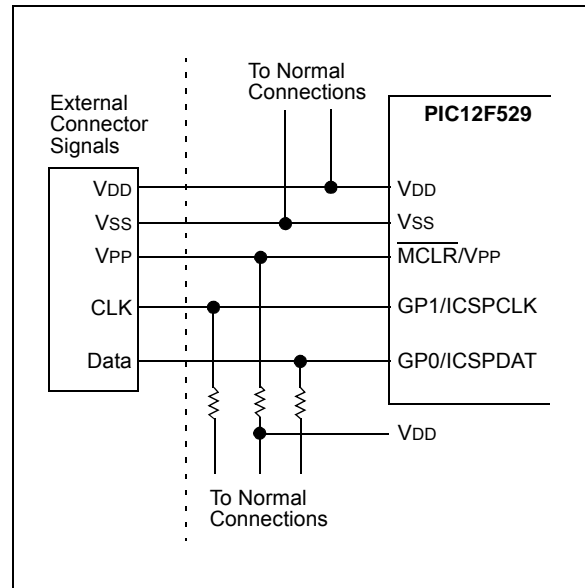 To Normal
Connections
External
Connector
Signals
PIC12F529
VDD
VDD
VSS
VSS
VPP
MCLR/VPP
CLK
GP1/ICSPCLK
Data
GP0/ICSPDAT
VDD
To Normal
Connections